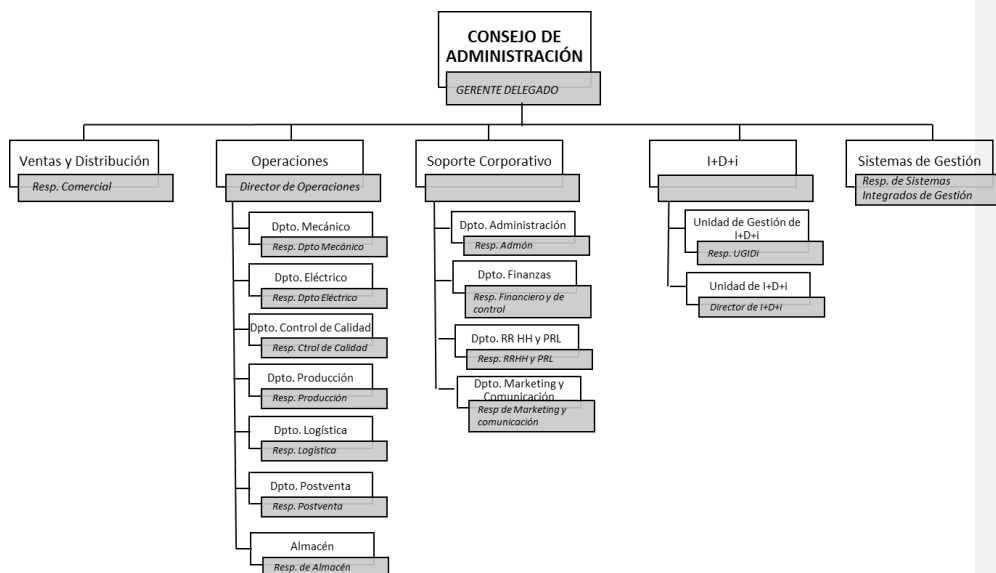 CONSEJO DE
ADMINISTRACIÓN
GERENTE DELEGADO
Ventas y Distribución
Resp. Comercial
Operaciones
Director de Operaciones
Dpto. Mecánico
Resp. Dpto Mecánico
Dpto. Eléctrico
Resp. Dpto Eléctrico
Dpto. Control de Calidad
Resp. Ctrol de Calidad
Dpto. Producción
Resp. Producción
Dpto. Logística
Resp. Logística
Dpto. Postventa
Resp. Postventa
Almacén
Resp. de Almacén
Soporte Corporativo
Dpto. Administración
Resp. Admón
Dpto. Finanzas
Resp. Financiero y de
control
Dpto. RR HH y PRL
Resp. RRHH y PRL
Dpto. Marketing y
Comunicación
Resp de Marketing y
comunicación
I+D+i
Unidad de Gestión de
I+D+i
Resp. UGIDi
Unidad de I+D+i
Director de I+D+i
Sistemas de Gestión
Resp. de Sistemas
Integrados de Gestión